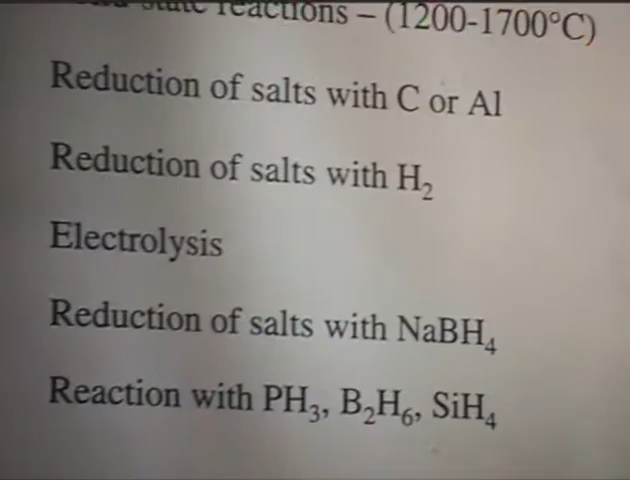 state reactions – (1200-1700°C)
Reduction of salts with C or Al
Reduction of salts with H₂
Electrolysis
Reduction of salts with NaBH₄
Reaction with PH₃, B₂H₆, SiH₄